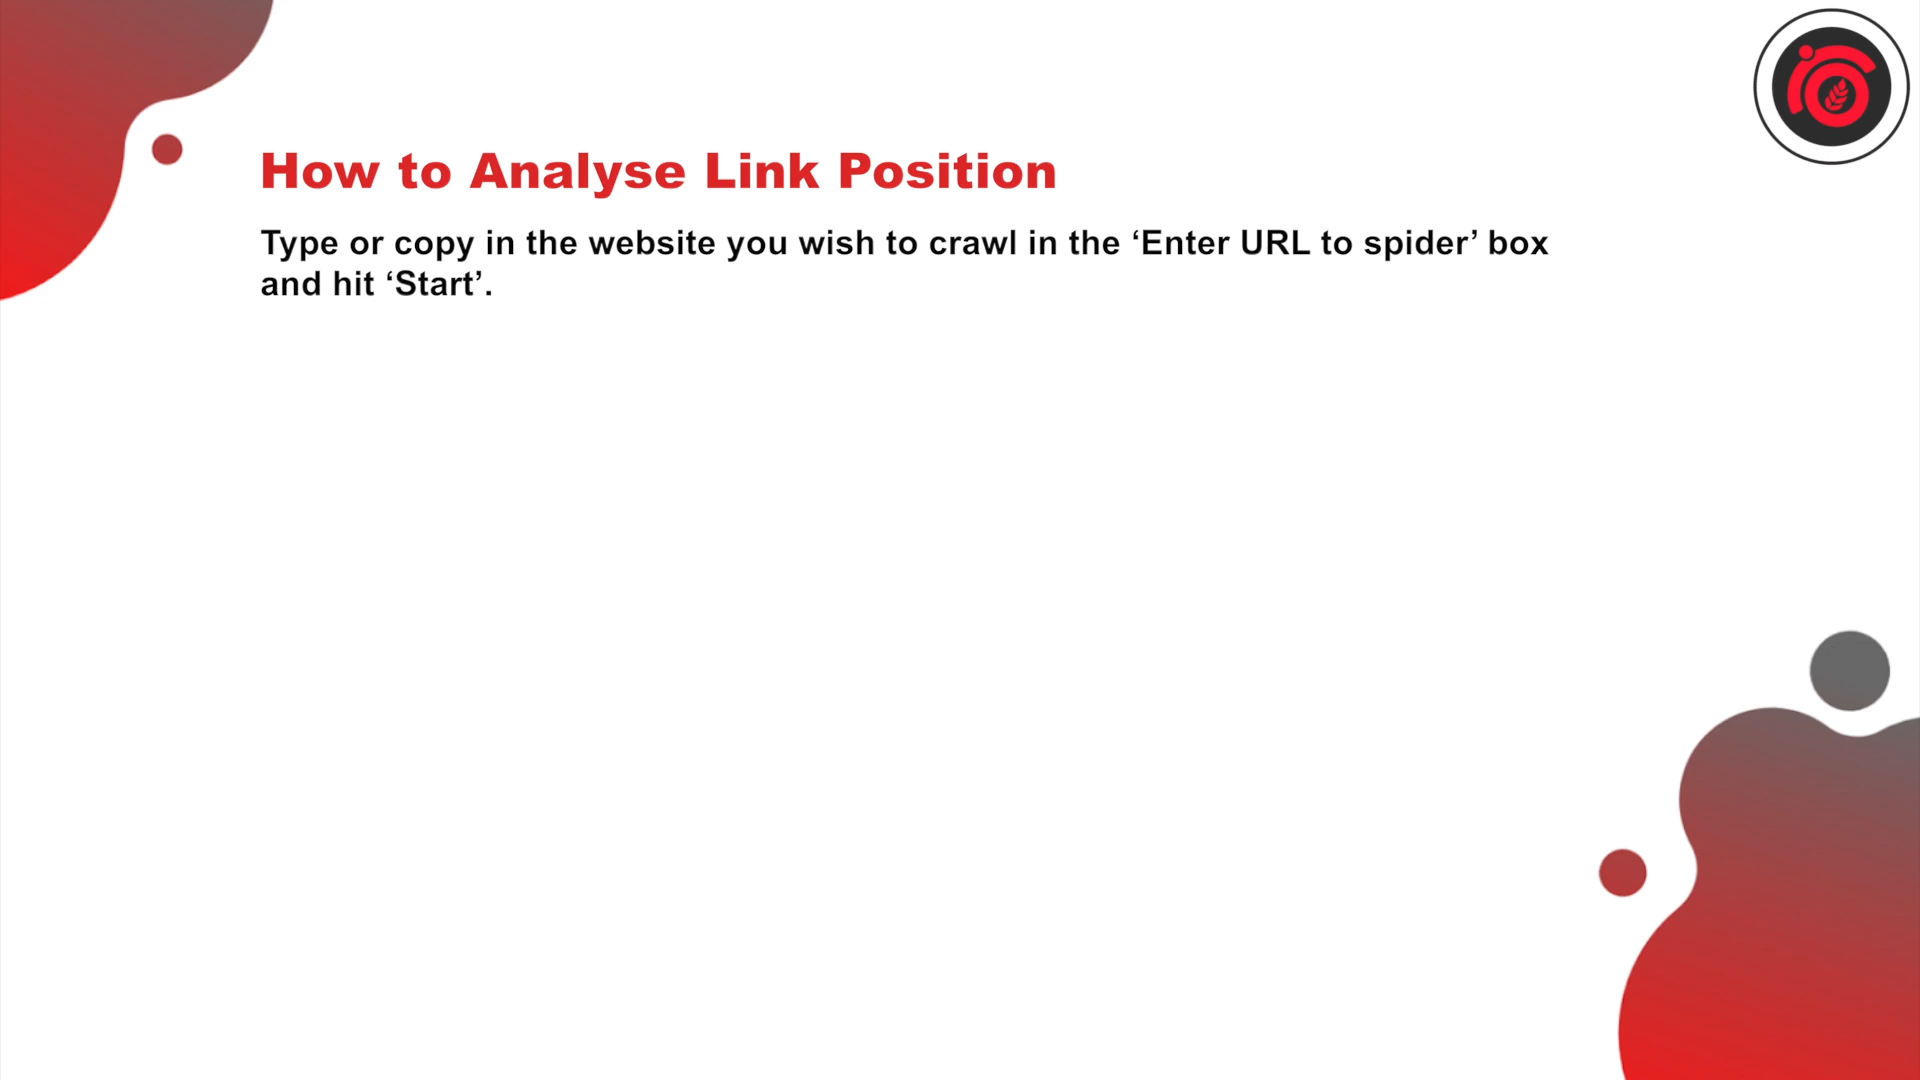 How to Analyse Link Position
Type or copy in the website you wish to crawl in the ‘Enter URL to spider’ box
and hit ‘Start’.